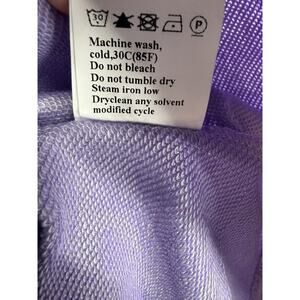 30 P
Machine wash,
cold,30C(85F)
Do not bleach
Do not tumble dry
Steam iron low
Dryclean any solvent
modified cycle